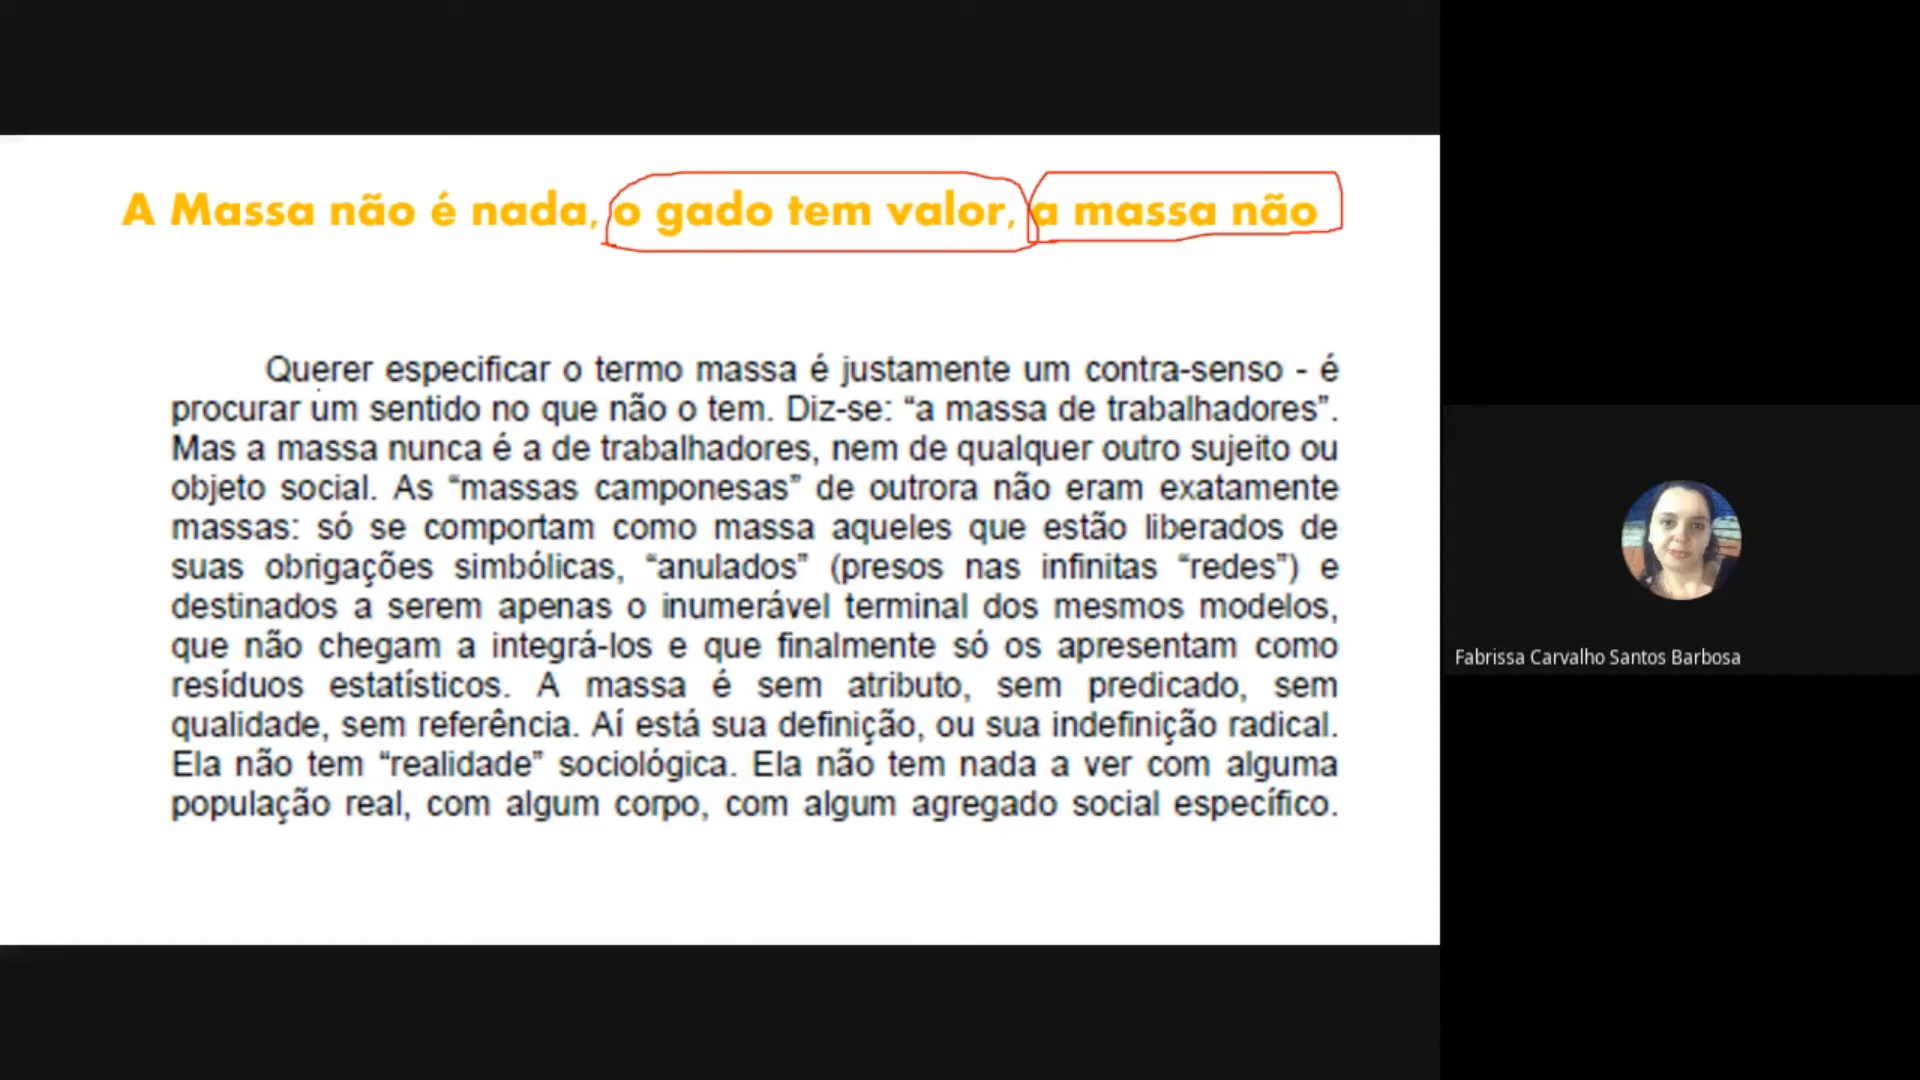 A Massa não é nada, o gado tem valor, a massa não
Querer especificar o termo massa é justamente um contra-senso - é
procurar um sentido no que não o tem. Diz-se: “a massa de trabalhadores”.
Mas a massa nunca é a de trabalhadores, nem de qualquer outro sujeito ou
objeto social. As “massas camponesas” de outrora não eram exatamente
massas: só se comportam como massa aqueles que estão liberados de
suas obrigações simbólicas, “anulados” (presos nas infinitas “redes”) e
destinados a serem apenas o inumerável terminal dos mesmos modelos,
que não chegam a integrá-los e que finalmente só os apresentam como
resíduos estatísticos. A massa é sem atributo, sem predicado, sem
qualidade, sem referência. Aí está sua definição, ou sua indefinição radical.
Ela não tem “realidade” sociológica. Ela não tem nada a ver com alguma
população real, com algum corpo, com algum agregado social específico.
Fabrissa Carvalho Santos Barbosa